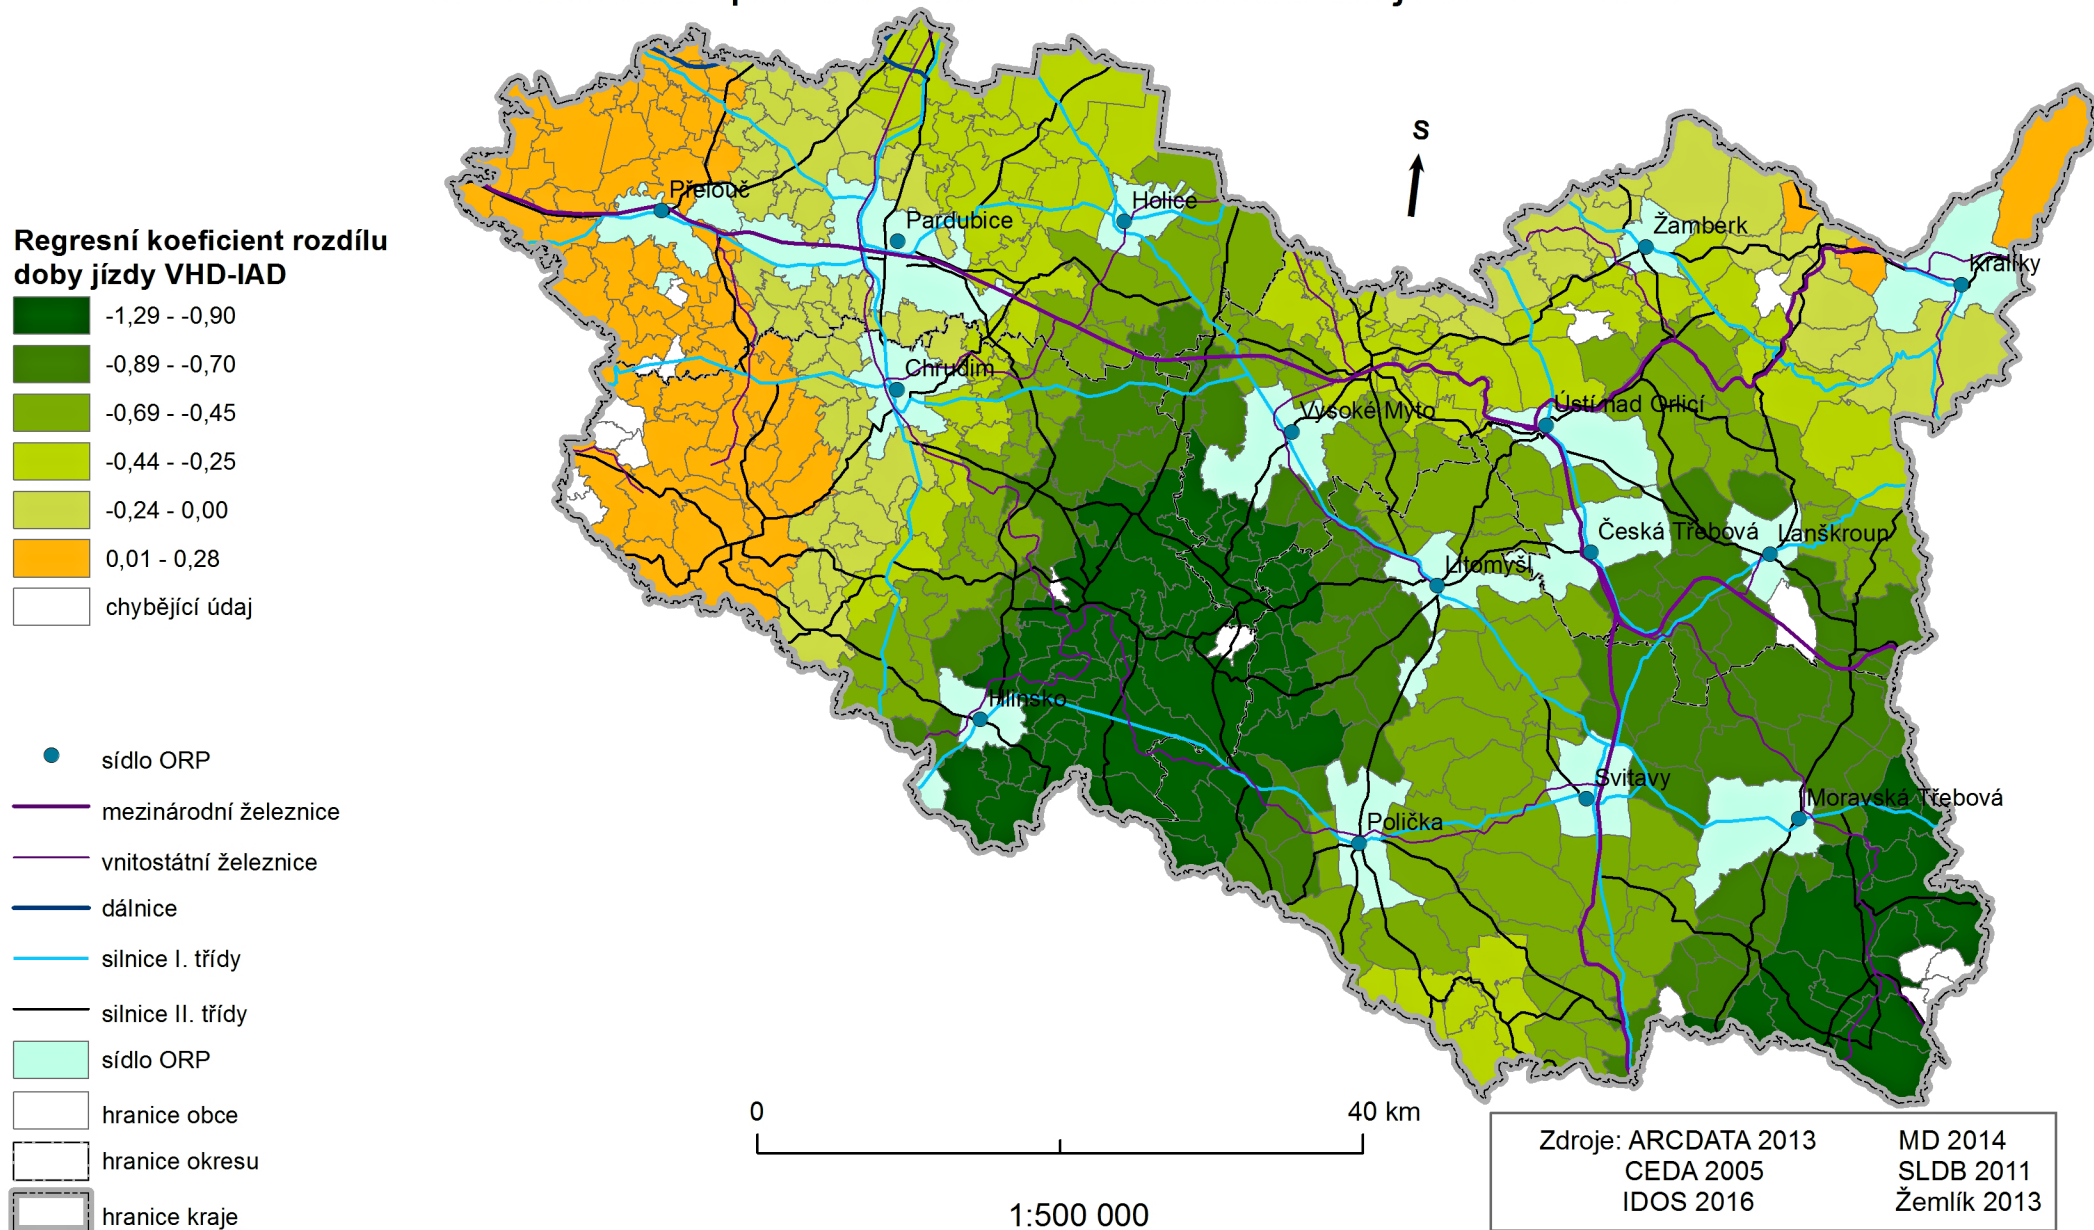 S
Přelouč
Pardubice
Holice
Žamberk
Králíky
Chrudim
Vysoké Mýto
Ústí nad Orlicí
Česká Třebová
Lanškroun
Litomyšl
Hlinsko
Svitavy
Moravská Třebová
Polička
Regresní koeficient rozdílu
doby jízdy VHD-IAD
-1,29 - -0,90
-0,89 - -0,70
-0,69 - -0,45
-0,44 - -0,25
-0,24 - 0,00
0,01 - 0,28
chybějící údaj
sídlo ORP
mezinárodní železnice
vnitostátní železnice
dálnice
silnice I. třídy
silnice II. třídy
sídlo ORP
hranice obce
hranice okresu
hranice kraje
0 40 km
1:500 000
Zdroje: ARCDATA 2013 MD 2014
CEDA 2005 SLDB 2011
IDOS 2016 Žemlík 2013